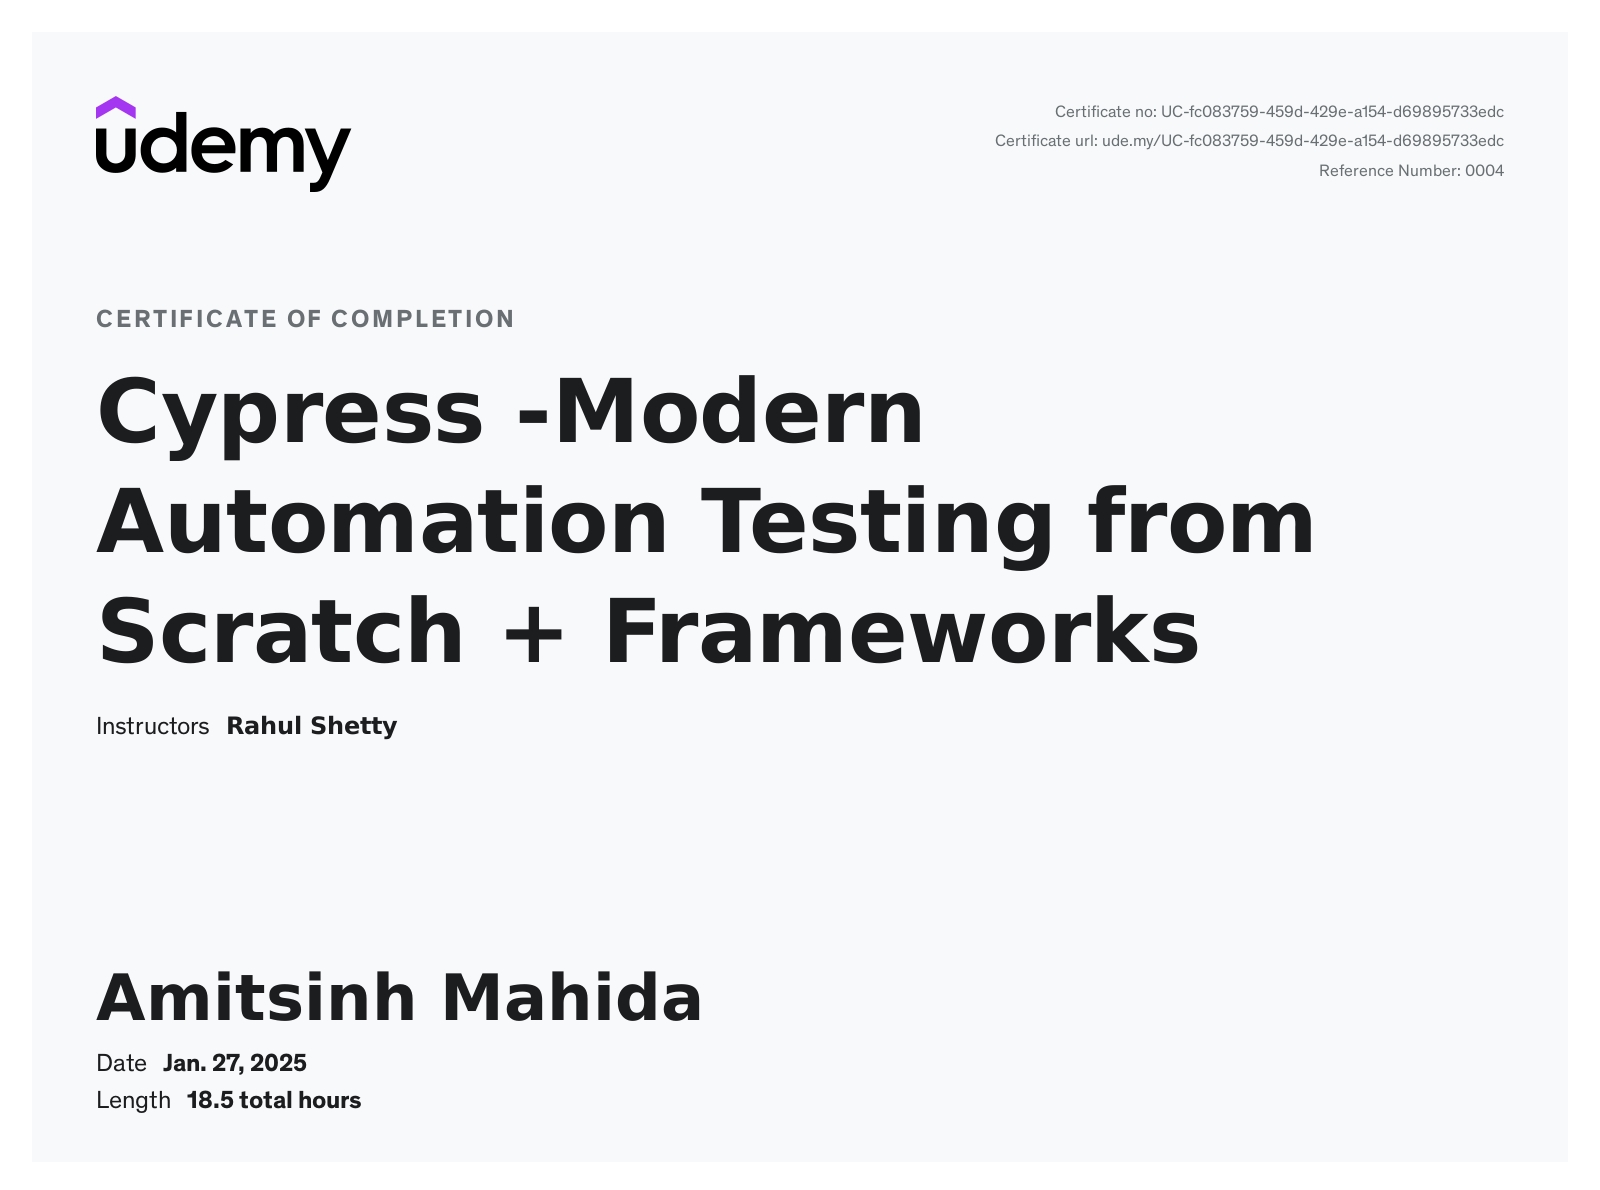 udemy
Certificate no: UC-fc083759-459d-429e-a154-d69895733edc
Certificate url: ude.my/UC-fc083759-459d-429e-a154-d69895733edc
Reference Number: 0004
CERTIFICATE OF COMPLETION
Cypress -Modern
Automation Testing from
Scratch + Frameworks
Instructors Rahul Shetty
Amitsinh Mahida
Date Jan. 27, 2025
Length 18.5 total hours